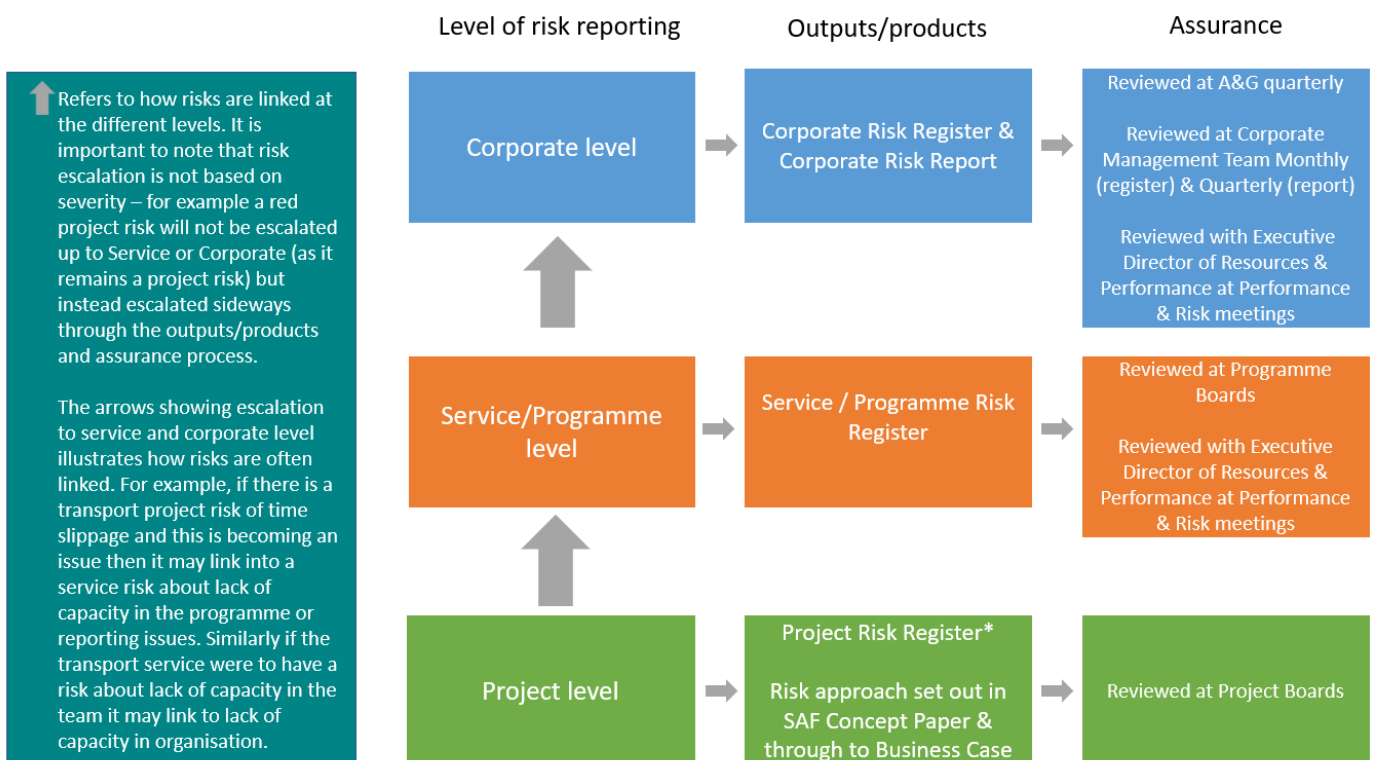 Level of risk reporting
Outputs/products
Assurance
Refers to how risks are linked at
the different levels. It is
important to note that risk
escalation is not based on
severity – for example a red
project risk will not be escalated
up to Service or Corporate (as it
remains a project risk) but
instead escalated sideways
through the outputs/products
and assurance process.
The arrows showing escalation
to service and corporate level
illustrates how risks are often
linked. For example, if there is a
transport project risk of time
slippage and this is becoming an
issue then it may link into a
service risk about lack of
capacity in the programme or
reporting issues. Similarly if the
transport service were to have a
risk about lack of capacity in the
team it may link to lack of
capacity in organisation.
Corporate level
Corporate Risk Register &
Corporate Risk Report
Reviewed at A&G quarterly
Reviewed at Corporate
Management Team Monthly
(register) & Quarterly (report)
Reviewed with Executive
Director of Resources &
Performance at Performance
& Risk meetings
Service/Programme
level
Service / Programme Risk
Register
Reviewed at Programme
Boards
Reviewed with Executive
Director of Resources &
Performance at Performance
& Risk meetings
Project level
Project Risk Register*
Risk approach set out in
SAF Concept Paper &
through to Business Case
Reviewed at Project Boards